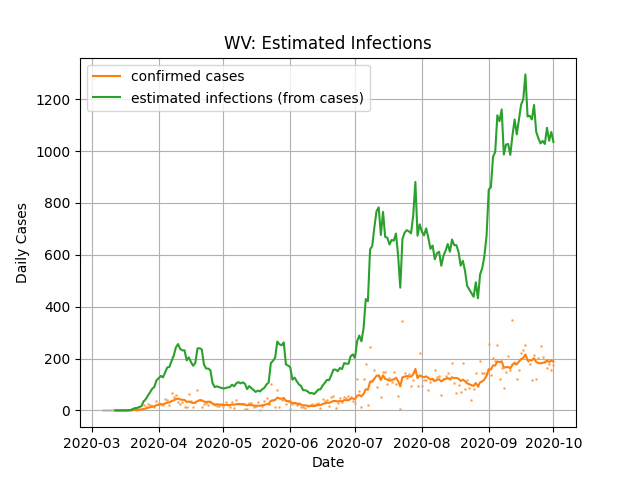 WV: Estimated Infections
confirmed cases
estimated infections (from cases)
Daily Cases
1200
1000
800
600
400
200
0
2020-03 2020-04 2020-05 2020-06 2020-07 2020-08 2020-09 2020-10
Date